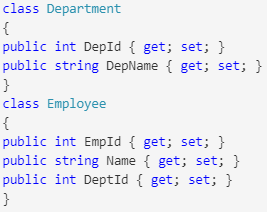 class Department
{
public int DepId { get; set; }
public string DepName { get; set; }
}
class Employee
{
public int EmpId { get; set; }
public string Name { get; set; }
public int DeptId { get; set; }
}